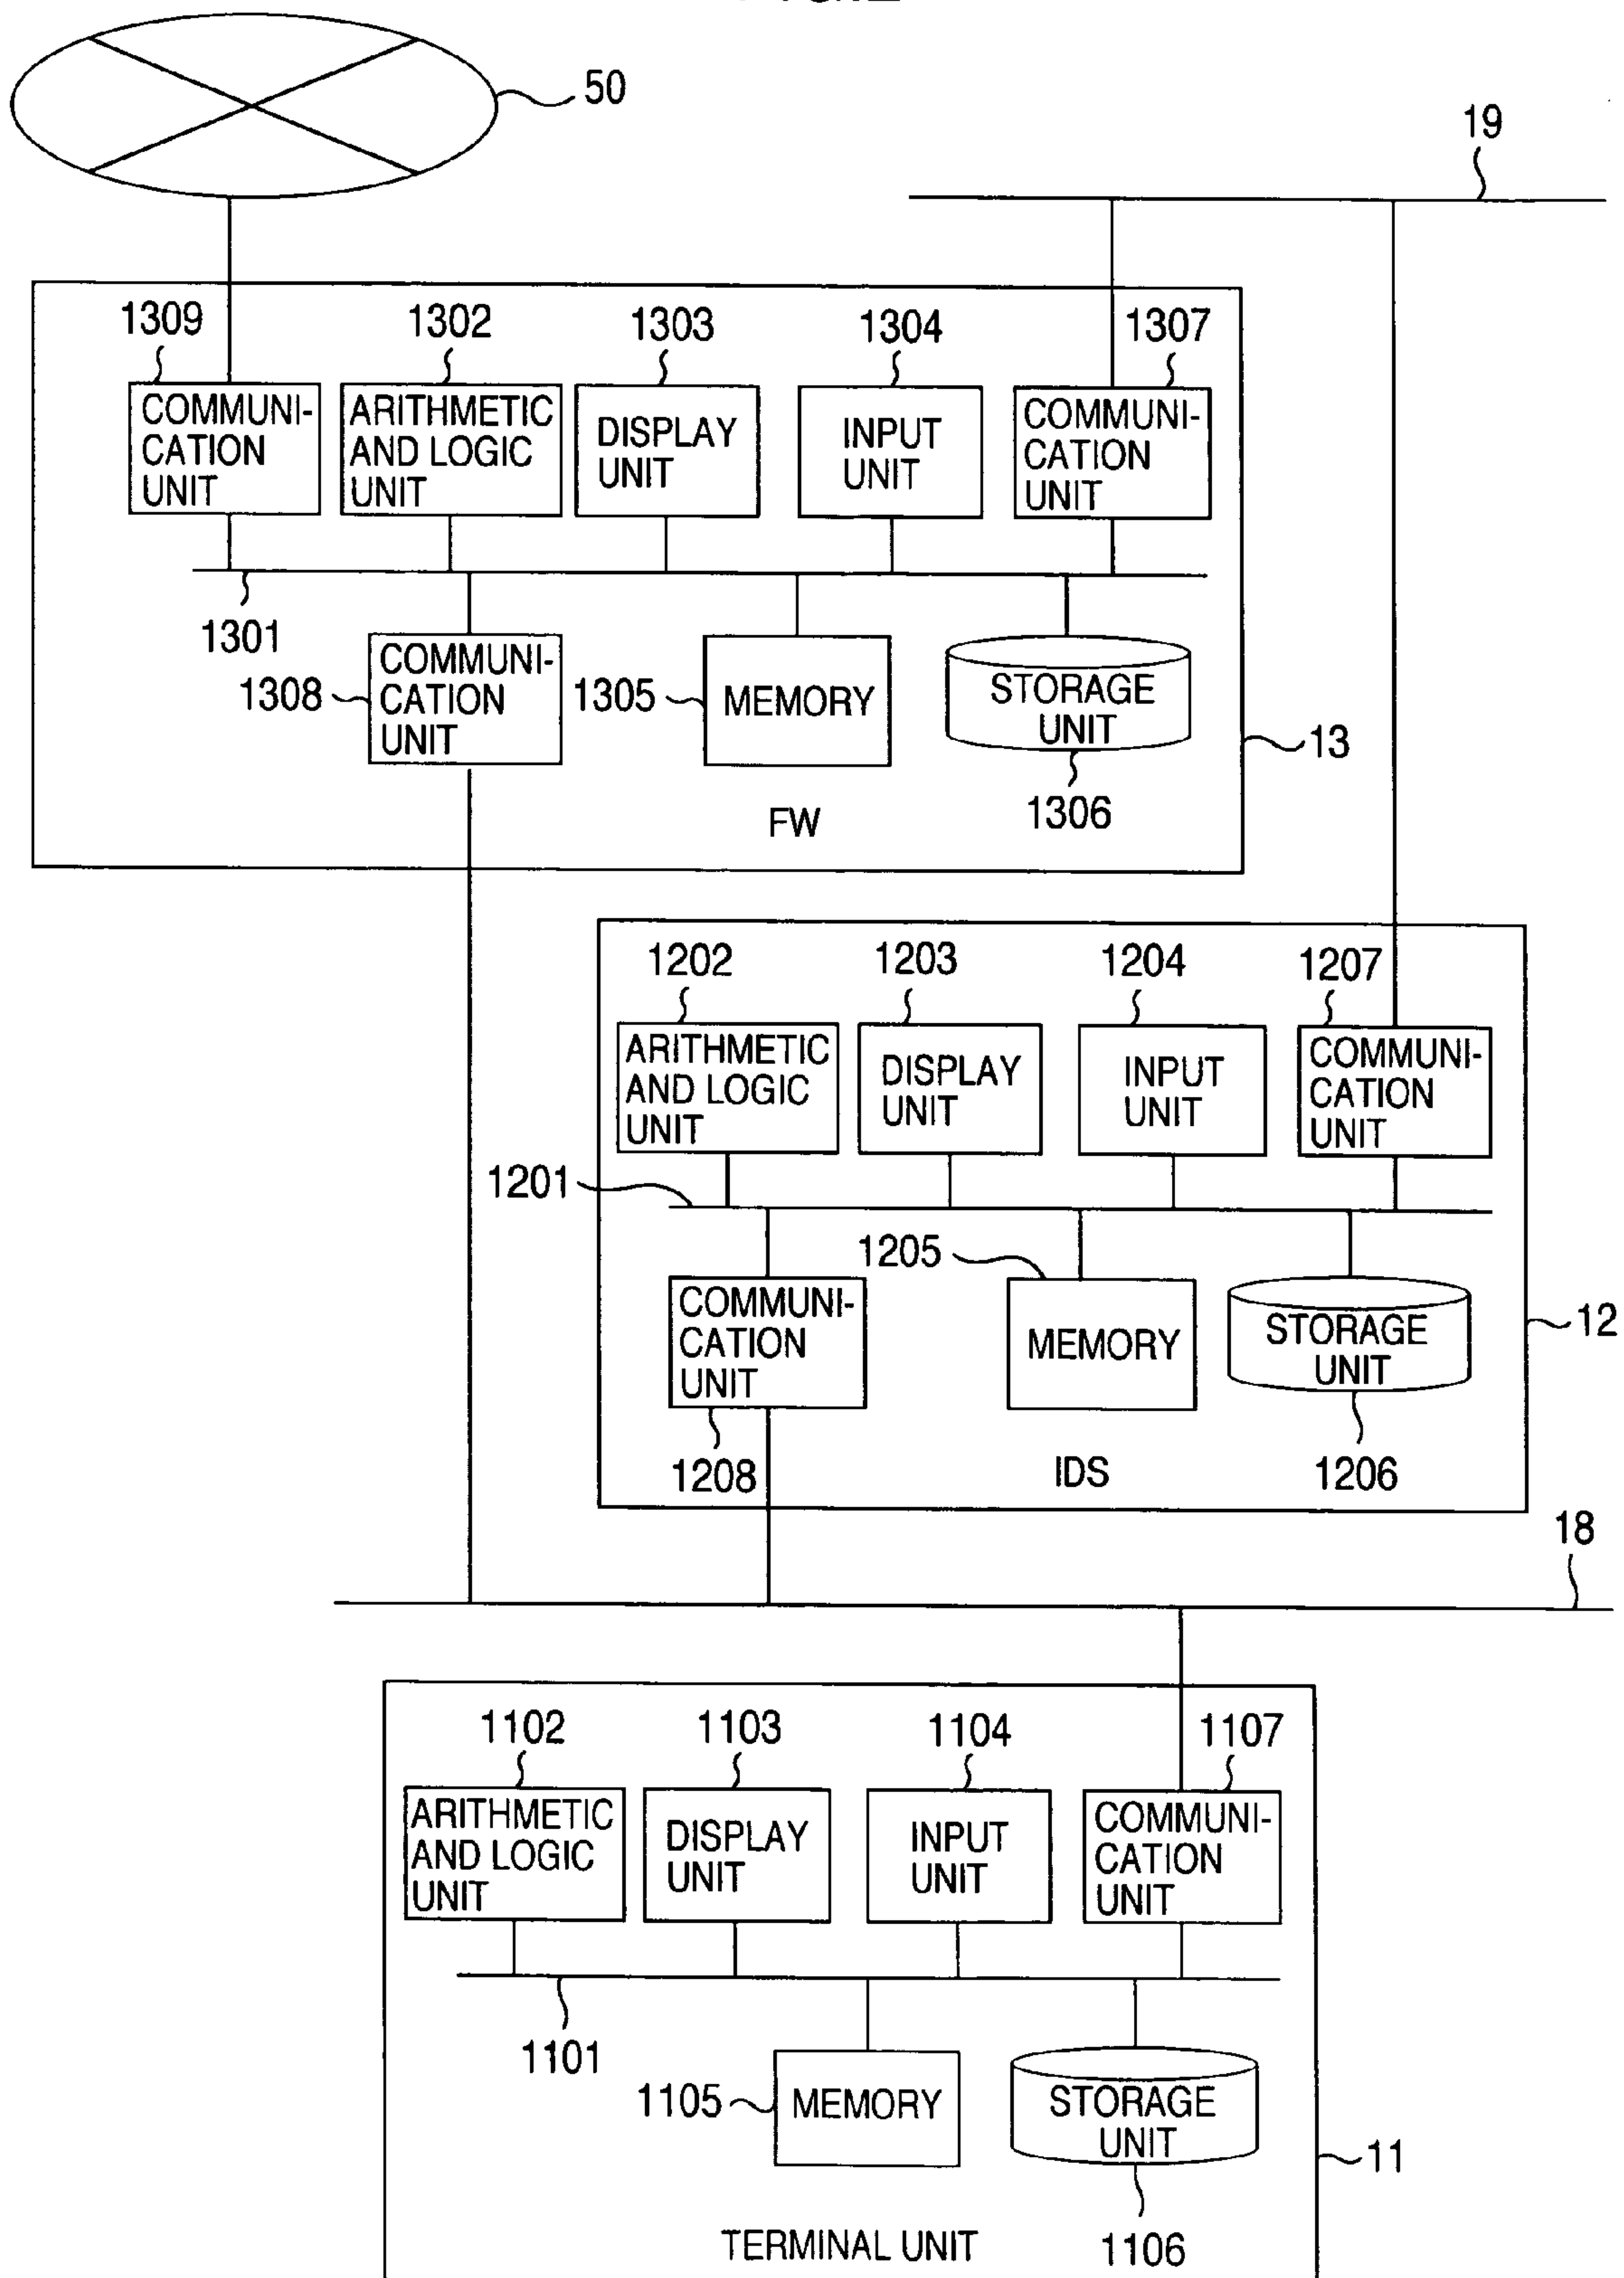 50
19
1309
1302
1303
1304
1307
COMMUNI-
CATION
UNIT
ARITHMETIC
AND LOGIC
UNIT
DISPLAY
UNIT
INPUT
UNIT
COMMUNI-
CATION
UNIT
1301
1308
COMMUNI-
CATION
UNIT
1305
MEMORY
STORAGE
UNIT
13
1306
FW
1202
1203
1204
1207
ARITHMETIC
AND LOGIC
UNIT
DISPLAY
UNIT
INPUT
UNIT
COMMUNI-
CATION
UNIT
1201
1205
COMMUNI-
CATION
UNIT
MEMORY
STORAGE
UNIT
12
1208
IDS
1206
18
1102
1103
1104
1107
ARITHMETIC
AND LOGIC
UNIT
DISPLAY
UNIT
INPUT
UNIT
COMMUNI-
CATION
UNIT
1101
1105
MEMORY
STORAGE
UNIT
11
TERMINAL UNIT
1106